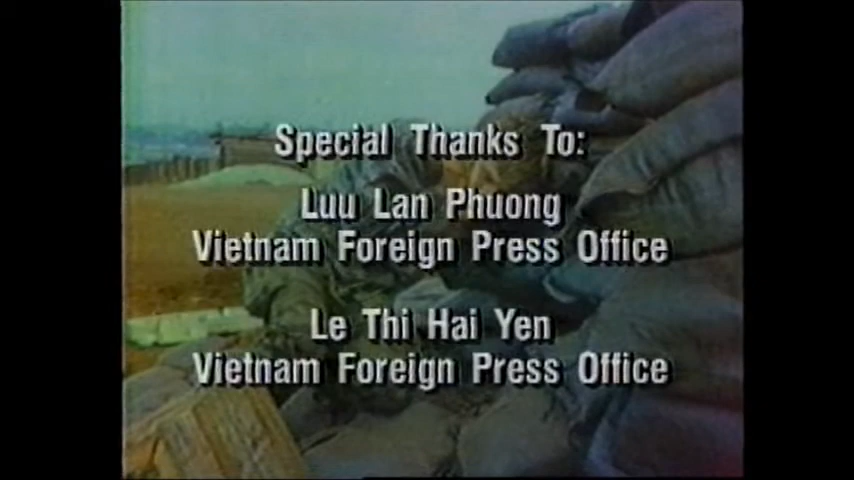 Special Thanks To:
Luu Lan Phuong
Vietnam Foreign Press Office
Le Thi Hai Yen
Vietnam Foreign Press Office